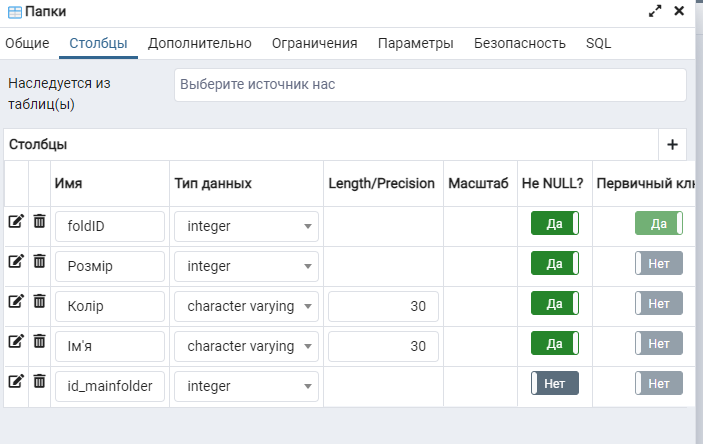 Папки
Общие Столбцы Дополнительно Ограничения Параметры Безопасность SQL
Наследуется из Выберите источник нас
таблиц(ы)
Столбцы +
Имя Тип данных Length/Precision Масштаб Не NULL? Первичный клю
foldID integer Да Да
Розмір integer Да Нет
Колір character varying 30 Да Нет
Ім'я character varying 30 Да Нет
id_mainfolder integer Нет Нет